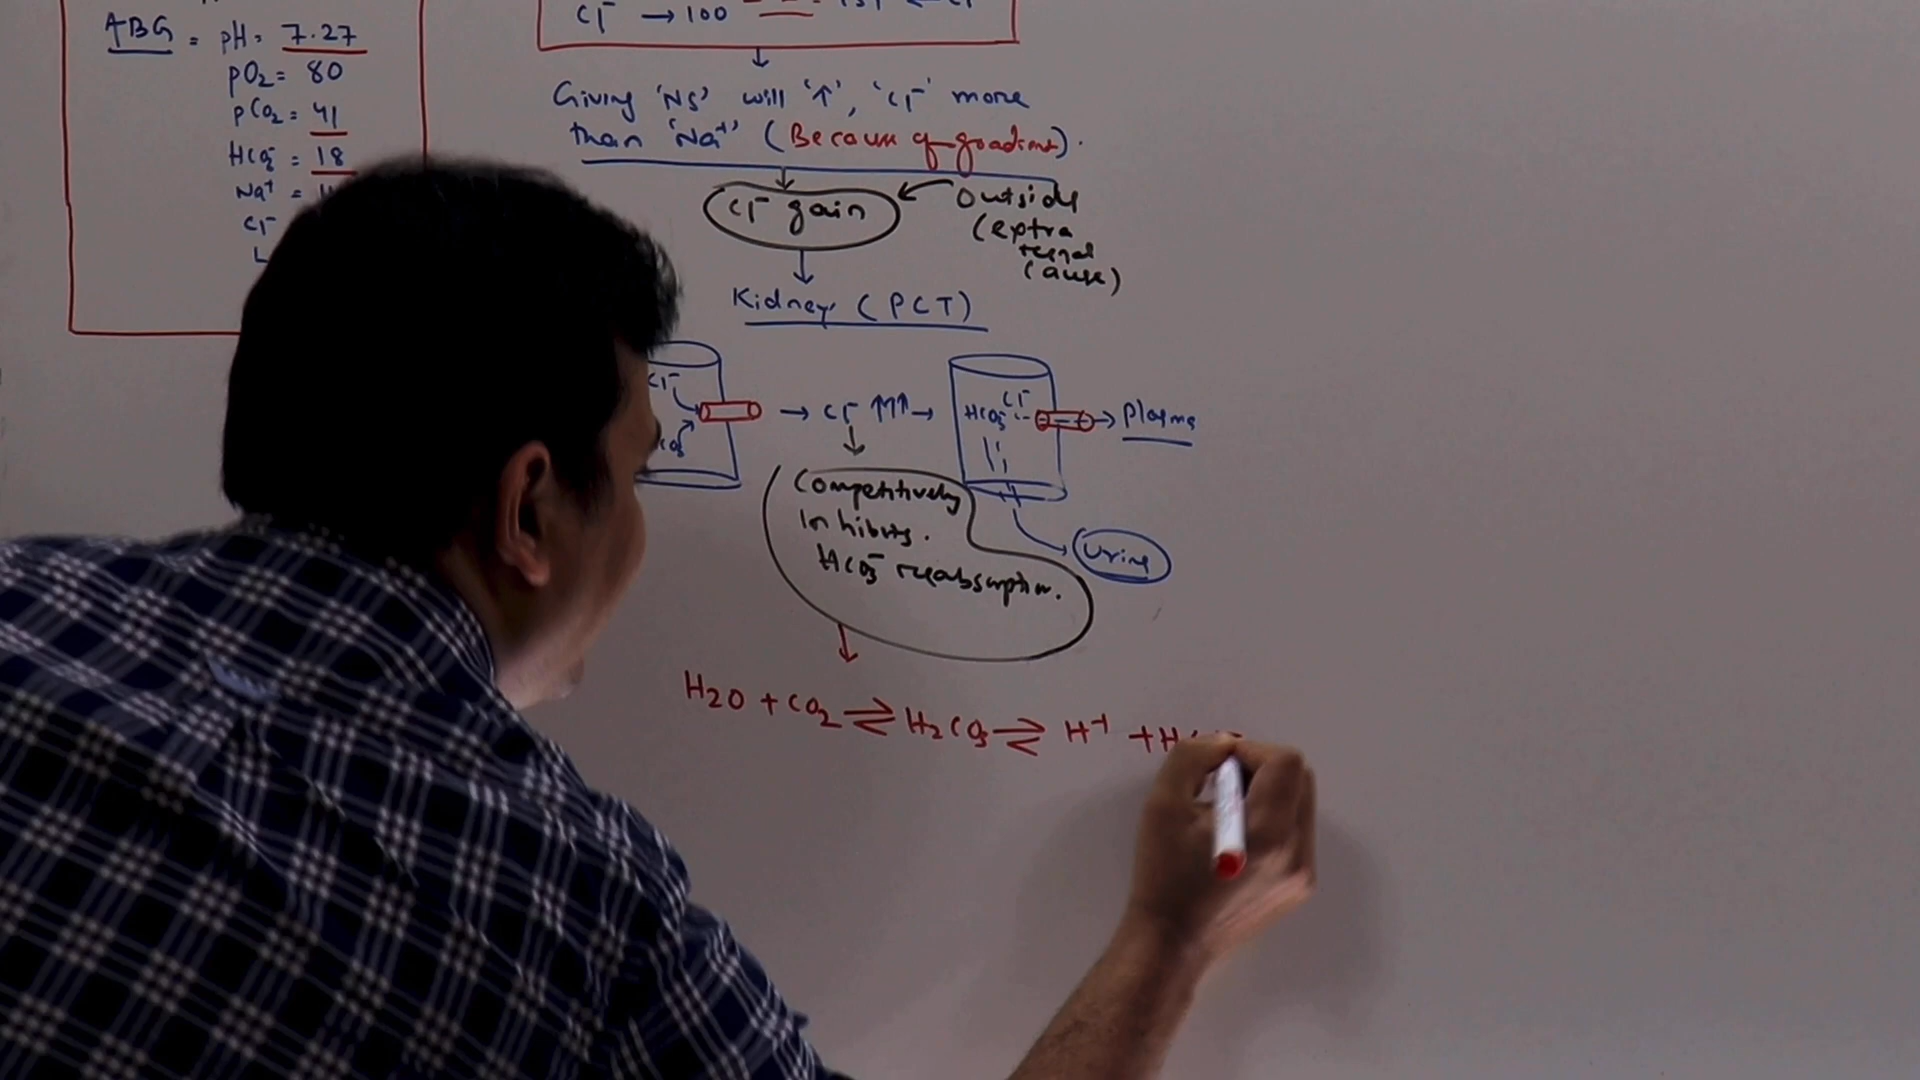 ABG = pH = 7.27
pO₂ = 80
pCO₂ = 41
HCO₃⁻ = 18
Na⁺ =
Cl⁻
Cl⁻ → 100
Giving 'NS' will '↑', 'Cl⁻' more
than 'Na⁺' (Because of gradient).
Cl⁻ gain
Outside
(extra
renal
cause)
Kidney (PCT)
Cl⁻
→ Cl⁻ ↑↑↑ →
Cl⁻
HCO₃⁻
→ Plasma
Competitively
Inhibits.
HCO₃⁻ reabsorption.
Urine
H₂O + CO₂ ⇌ H₂CO₃ ⇌ H⁺ + H